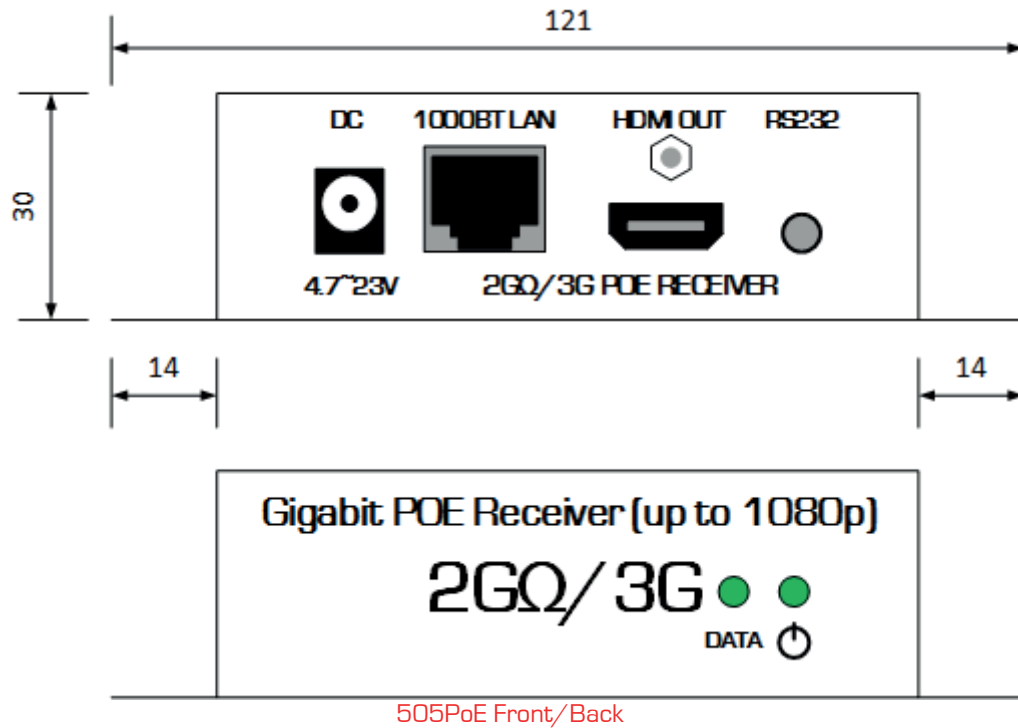 121
30
DC 1000BT LAN HDMI OUT RS232
4.7~23V 2GΩ/3G POE RECEIVER
14 14
Gigabit POE Receiver (up to 1080p)
2GΩ/3G
DATA
505PoE Front/Back